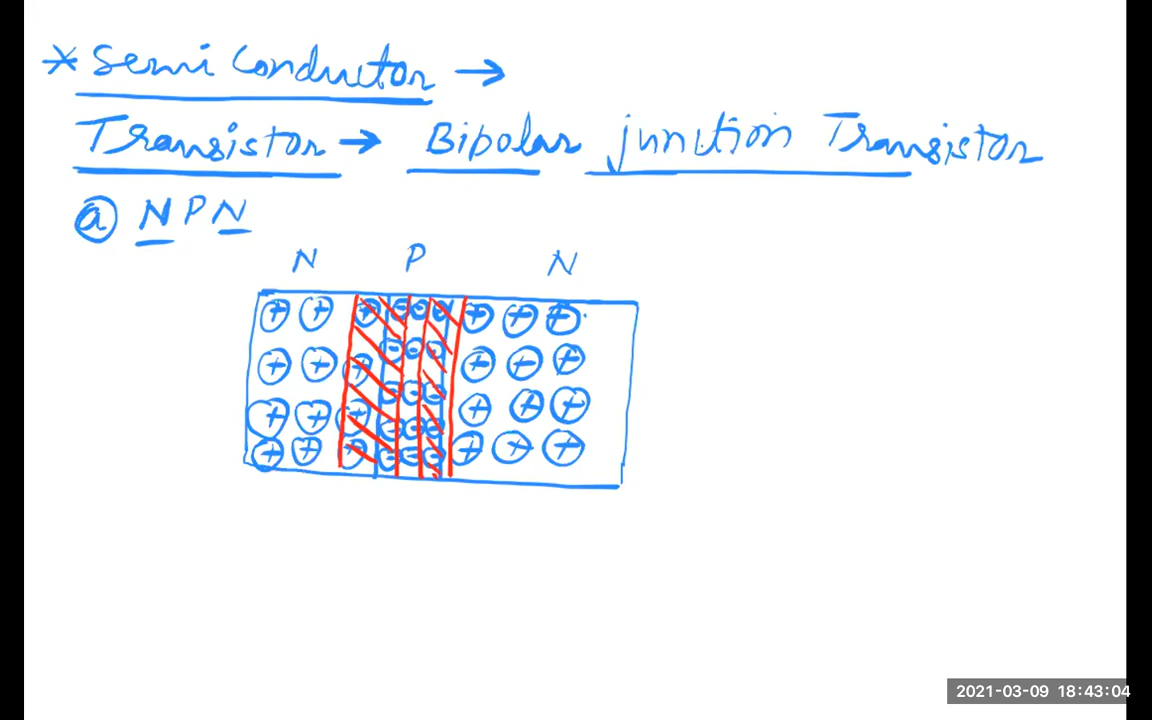 * Semi Conductor →
Transistor → Bipolar junction Transistor
ⓐ NPN
N P N
+ + + - - - + + +
+ + + - - - + + +
+ + + - - - + + +
+ + + - - - + + +
- - -
2021-03-09 18:43:04